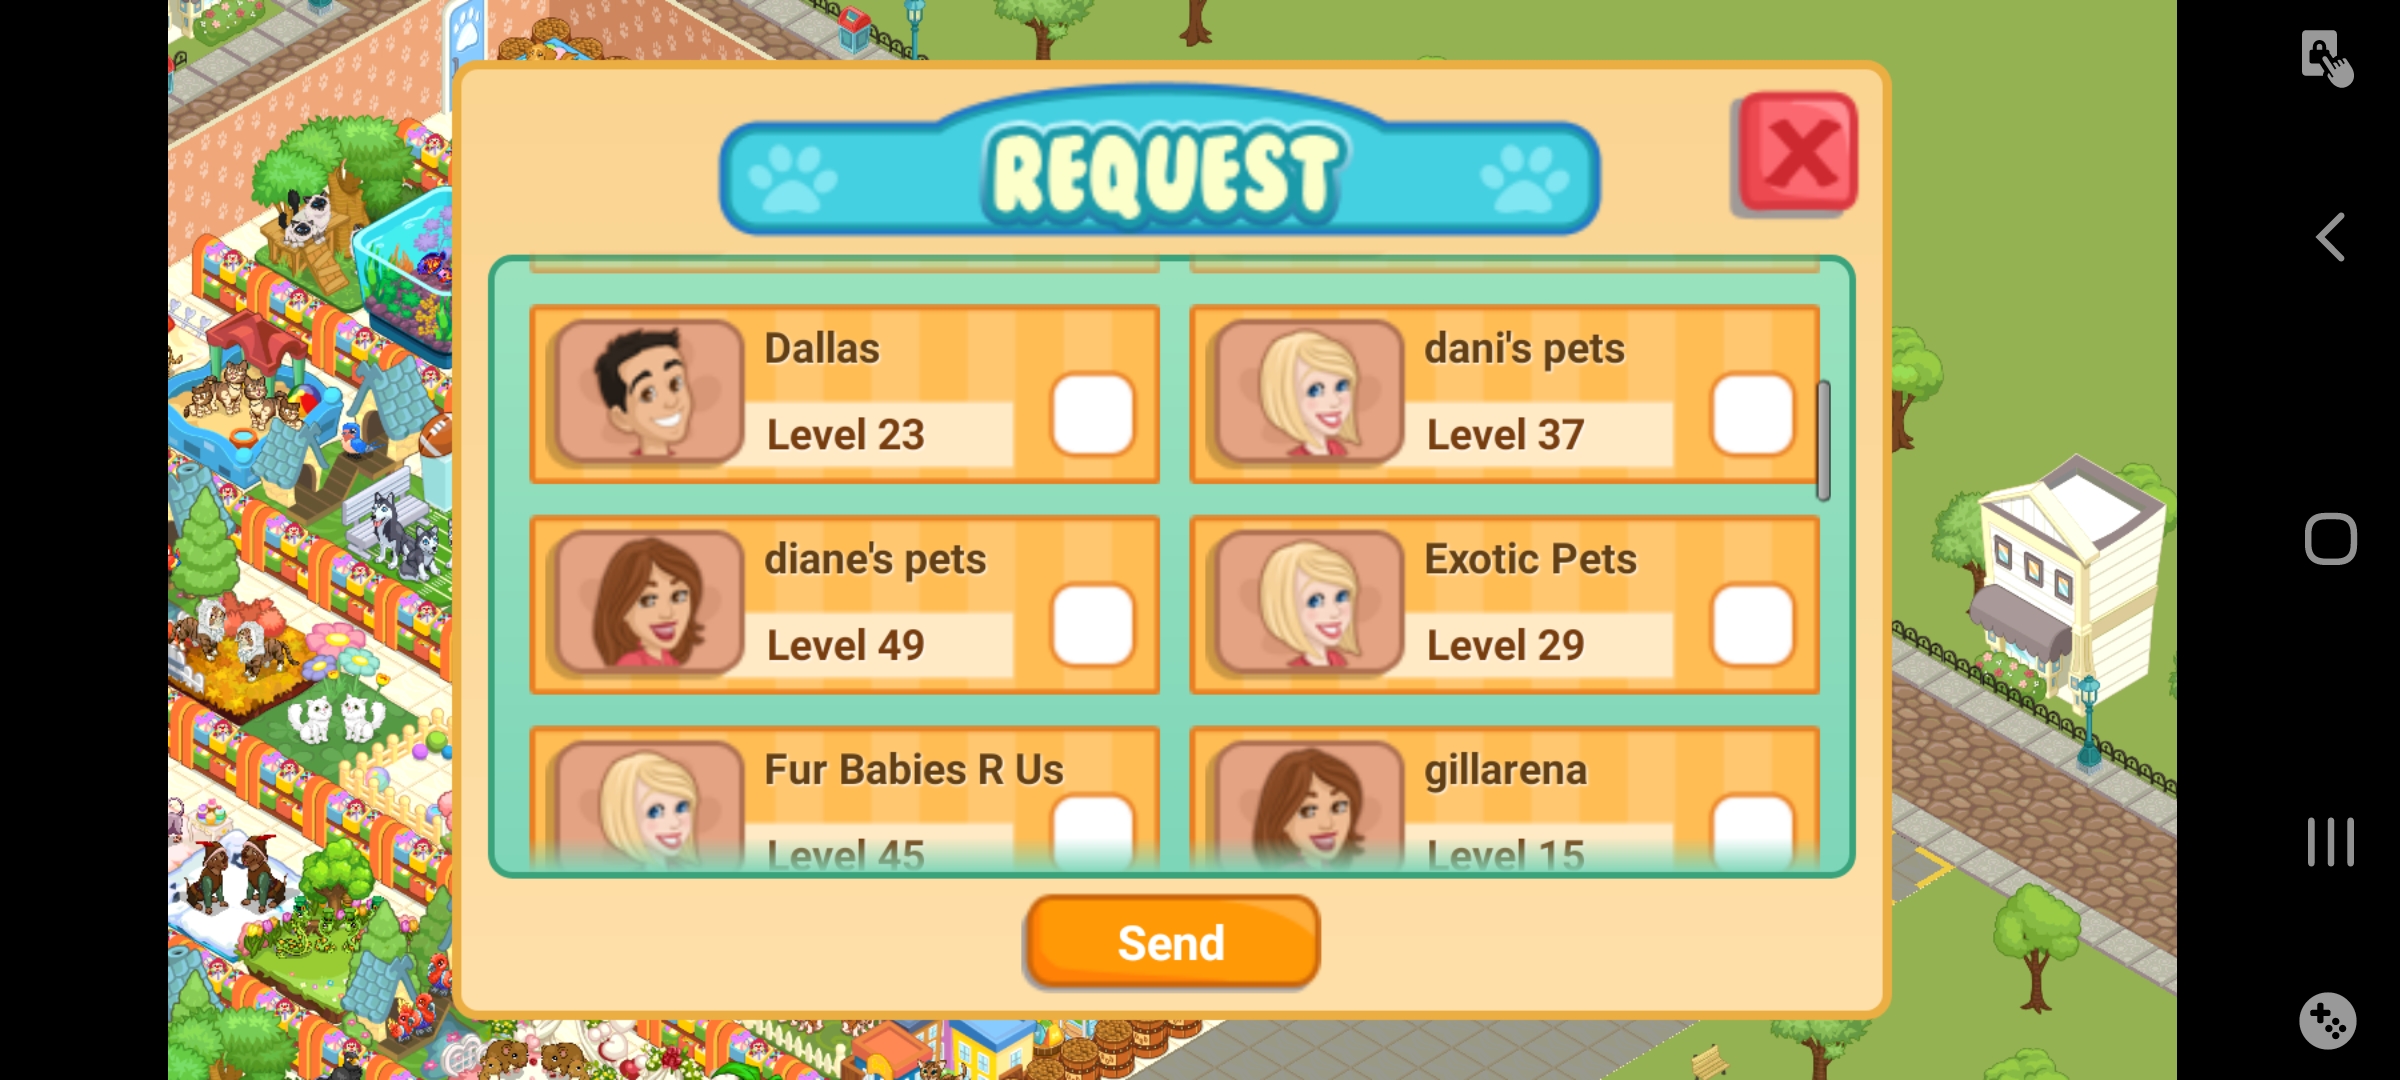 REQUEST
Dallas
Level 23
dani's pets
Level 37
diane's pets
Level 49
Exotic Pets
Level 29
Fur Babies R Us
Level 45
gillarena
Level 15
Send